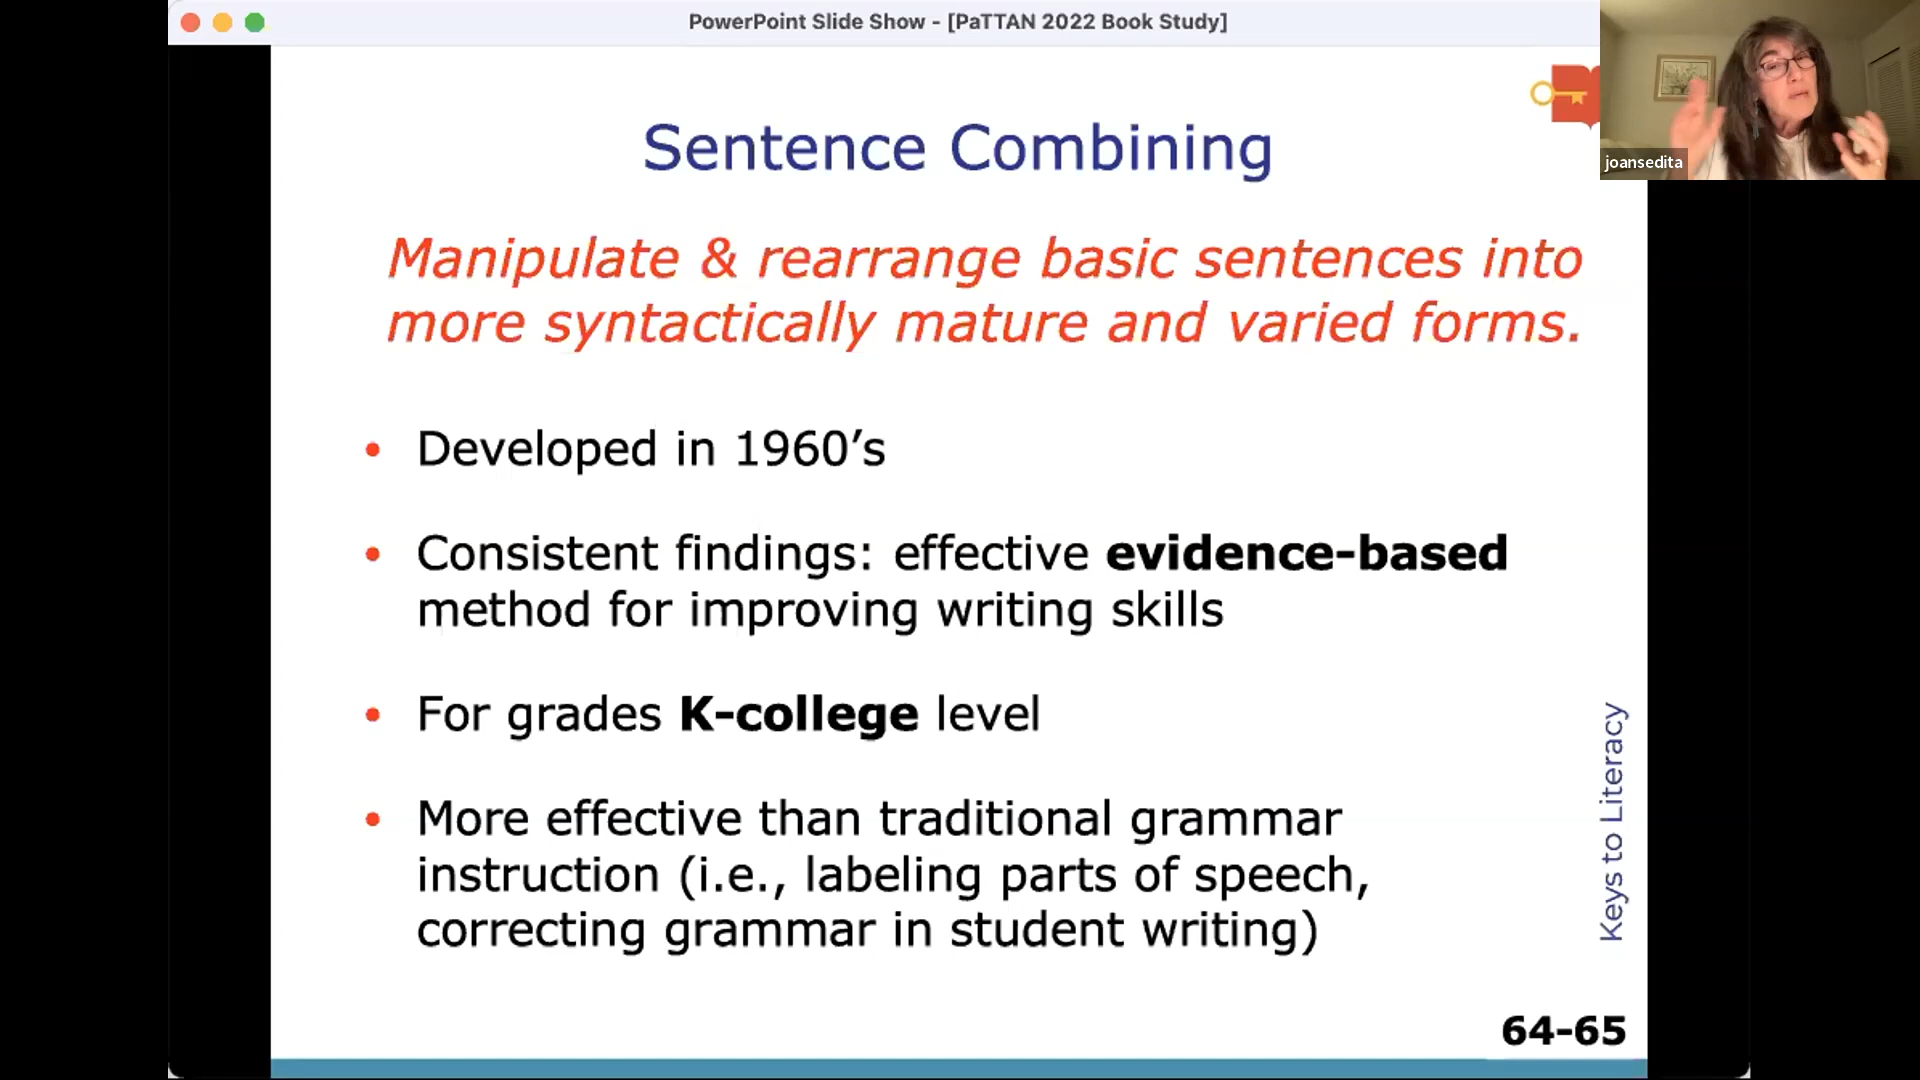 PowerPoint Slide Show - [PaTTAN 2022 Book Study]
joansedita
Sentence Combining
Manipulate & rearrange basic sentences into
more syntactically mature and varied forms.
• Developed in 1960’s
• Consistent findings: effective evidence-based
method for improving writing skills
• For grades K-college level
• More effective than traditional grammar
instruction (i.e., labeling parts of speech,
correcting grammar in student writing)
Keys to Literacy
64-65